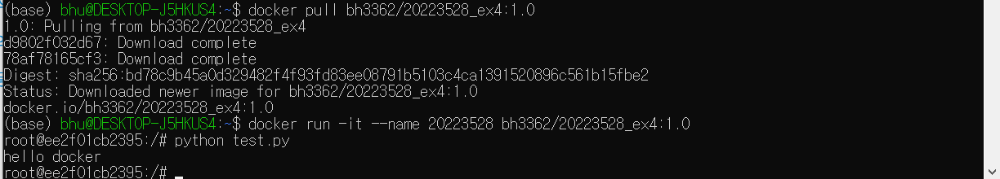 (base) bhu@DESKTOP-J5HKUS4:~$ docker pull bh3362/20223528_ex4:1.0
1.0: Pulling from bh3362/20223528_ex4
d9802f032d67: Download complete
78af78165cf3: Download complete
Digest: sha256:bd78c9b45a0d329482f4f93fd83ee08791b5103c4ca1391520896c561b15fbe2
Status: Downloaded newer image for bh3362/20223528_ex4:1.0
docker.io/bh3362/20223528_ex4:1.0
(base) bhu@DESKTOP-J5HKUS4:~$ docker run -it --name 20223528 bh3362/20223528_ex4:1.0
root@ee2f01cb2395:/# python test.py
hello docker
root@ee2f01cb2395:/#